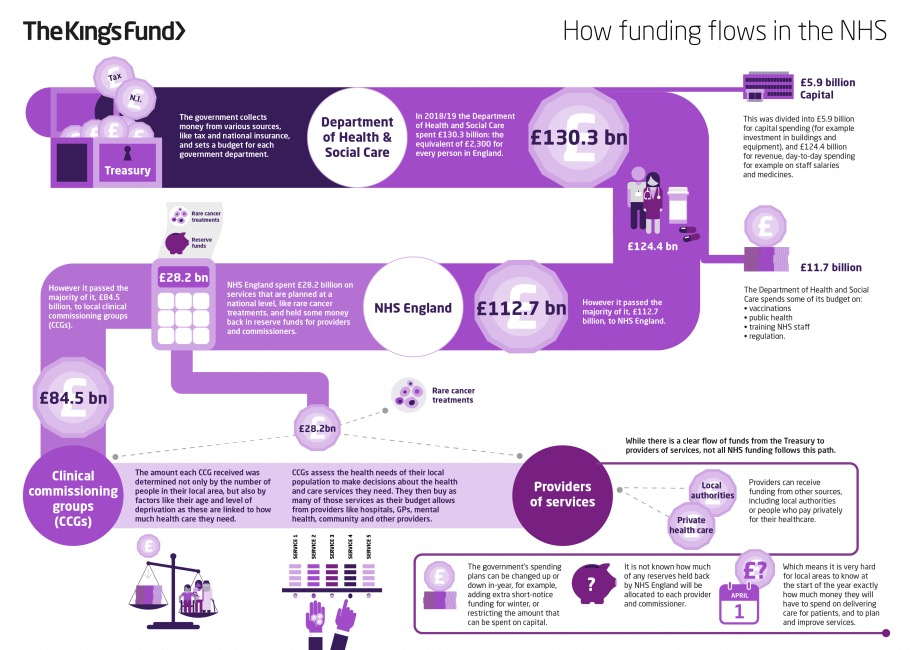 TheKing'sFund>
How funding flows in the NHS
Tax
N.I.
Treasury
The government collects
money from various sources,
like tax and national insurance,
and sets a budget for each
government department.
Department
of Health &
Social Care
In 2018/19 the Department
of Health and Social Care
spent £130.3 billion: the
equivalent of £2,300 for
every person in England.
£130.3 bn
£5.9 billion
Capital
This was divided into £5.9 billion
for capital spending (for example
investment in buildings and
equipment), and £124.4 billion
for revenue, day-to-day spending
for example on staff salaries
and medicines.
£124.4 bn
£11.7 billion
The Department of Health and Social
Care spends some of its budget on:
• vaccinations
• public health
• training NHS staff
• regulation.
However it passed the
majority of it, £112.7
billion, to NHS England.
£112.7 bn
NHS England
NHS England spent £28.2 billion on
services that are planned at a
national level, like rare cancer
treatments, and held some money
back in reserve funds for providers
and commissioners.
Rare cancer
treatments
Reserve
funds
£28.2 bn
However it passed the
majority of it, £84.5
billion, to local clinical
commissioning groups
(CCGs).
£84.5 bn
£28.2bn
Rare cancer
treatments
Clinical
commissioning
groups
(CCGs)
The amount each CCG received was
determined not only by the number of
people in their local area, but also by
factors like their age and level of
deprivation as these are linked to how
much health care they need.
CCGs assess the health needs of their local
population to make decisions about the health
and care services they need. They then buy as
many of those services as their budget allows
from providers like hospitals, GPs, mental
health, community and other providers.
SERVICE 1
SERVICE 2
SERVICE 3
SERVICE 4
SERVICE 5
Providers
of services
While there is a clear flow of funds from the Treasury to
providers of services, not all NHS funding follows this path.
Local
authorities
Private
health care
Providers can receive
funding from other sources,
including local authorities
or people who pay privately
for their healthcare.
The government's spending
plans can be changed up or
down in-year, for example,
adding extra short-notice
funding for winter, or
restricting the amount that
can be spent on capital.
?
It is not known how much
of any reserves held back
by NHS England will be
allocated to each provider
and commissioner.
£?
APRIL
1
Which means it is very hard
for local areas to know at
the start of the year exactly
how much money they will
have to spend on delivering
care for patients, and to plan
and improve services.